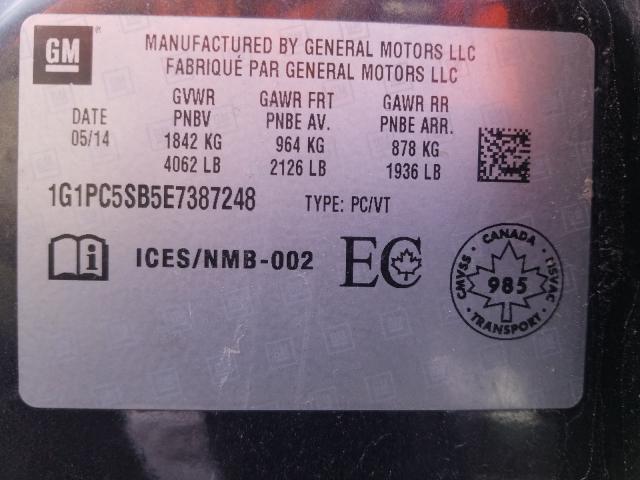 GM
MANUFACTURED BY GENERAL MOTORS LLC
FABRIQUÉ PAR GENERAL MOTORS LLC
DATE
05/14
GVWR
PNBV
1842 KG
4062 LB
GAWR FRT
PNBE AV.
964 KG
2126 LB
GAWR RR
PNBE ARR.
878 KG
1936 LB
1G1PC5SB5E7387248 TYPE: PC/VT
ICES/NMB-002
EC
CANADA
CMVSS
985
NSVAC
TRANSPORT